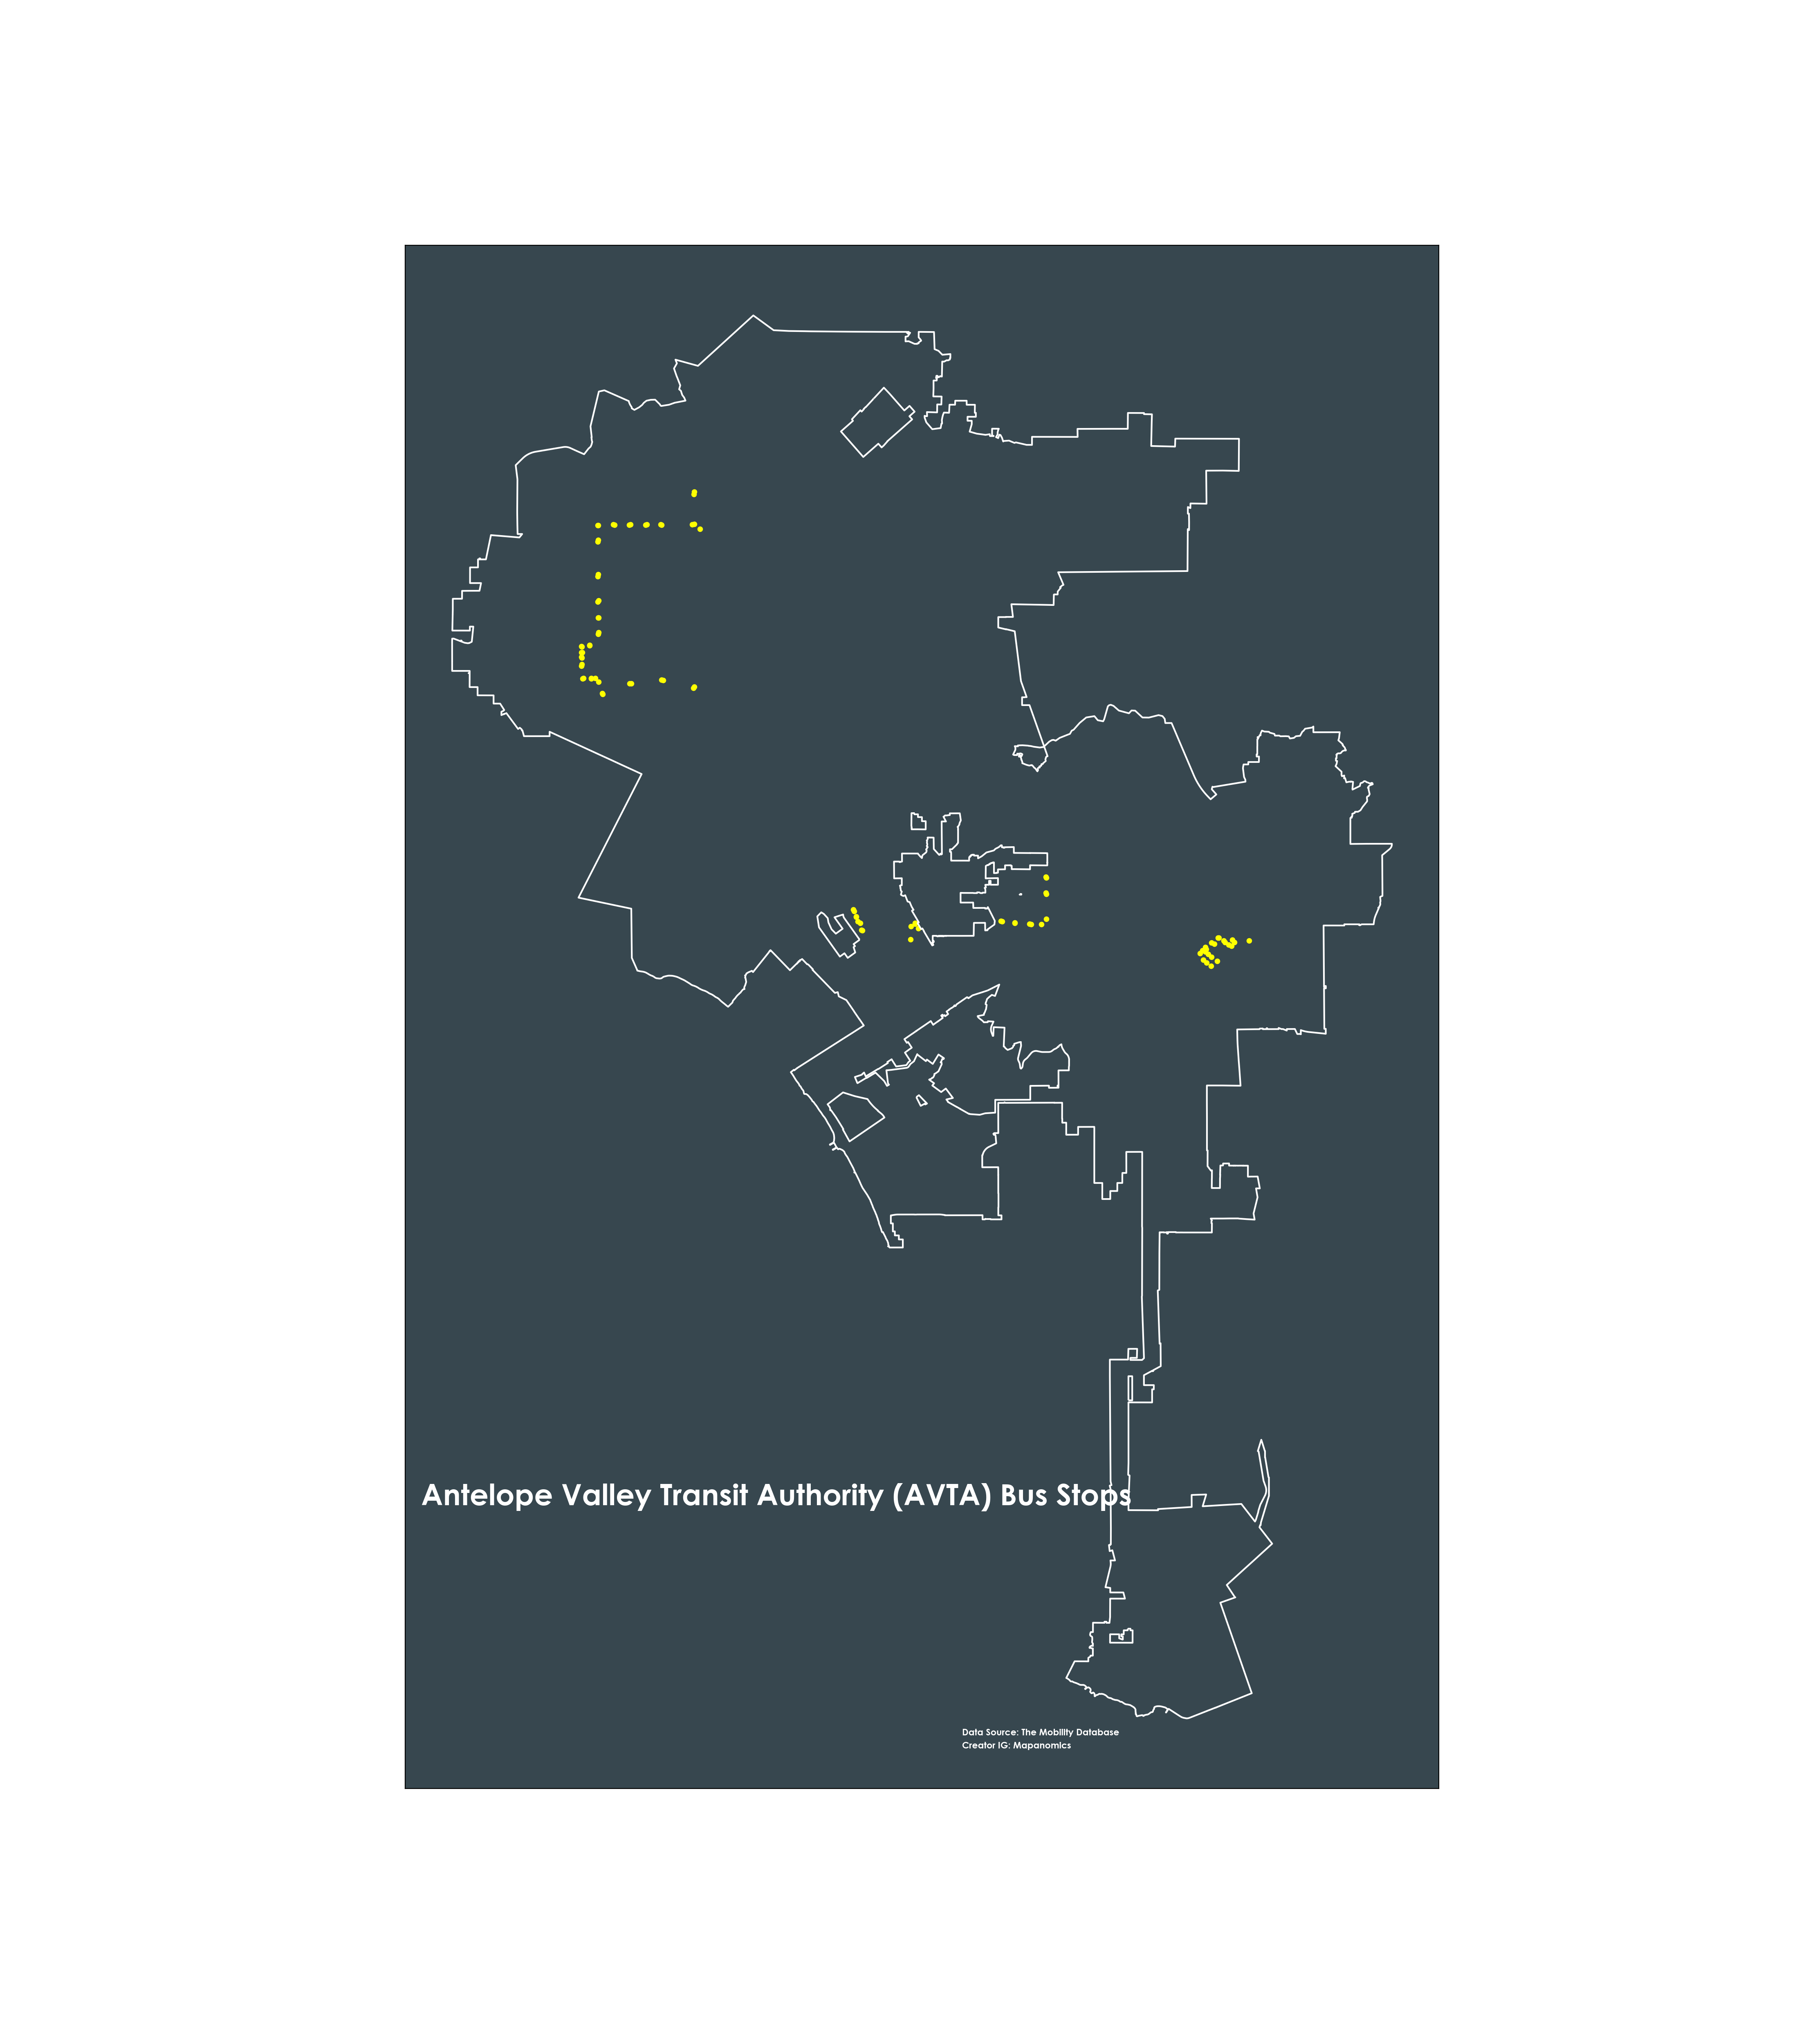 Antelope Valley Transit Authority (AVTA) Bus Stops
Data Source: The Mobility Database
Creator IG: Mapanomics